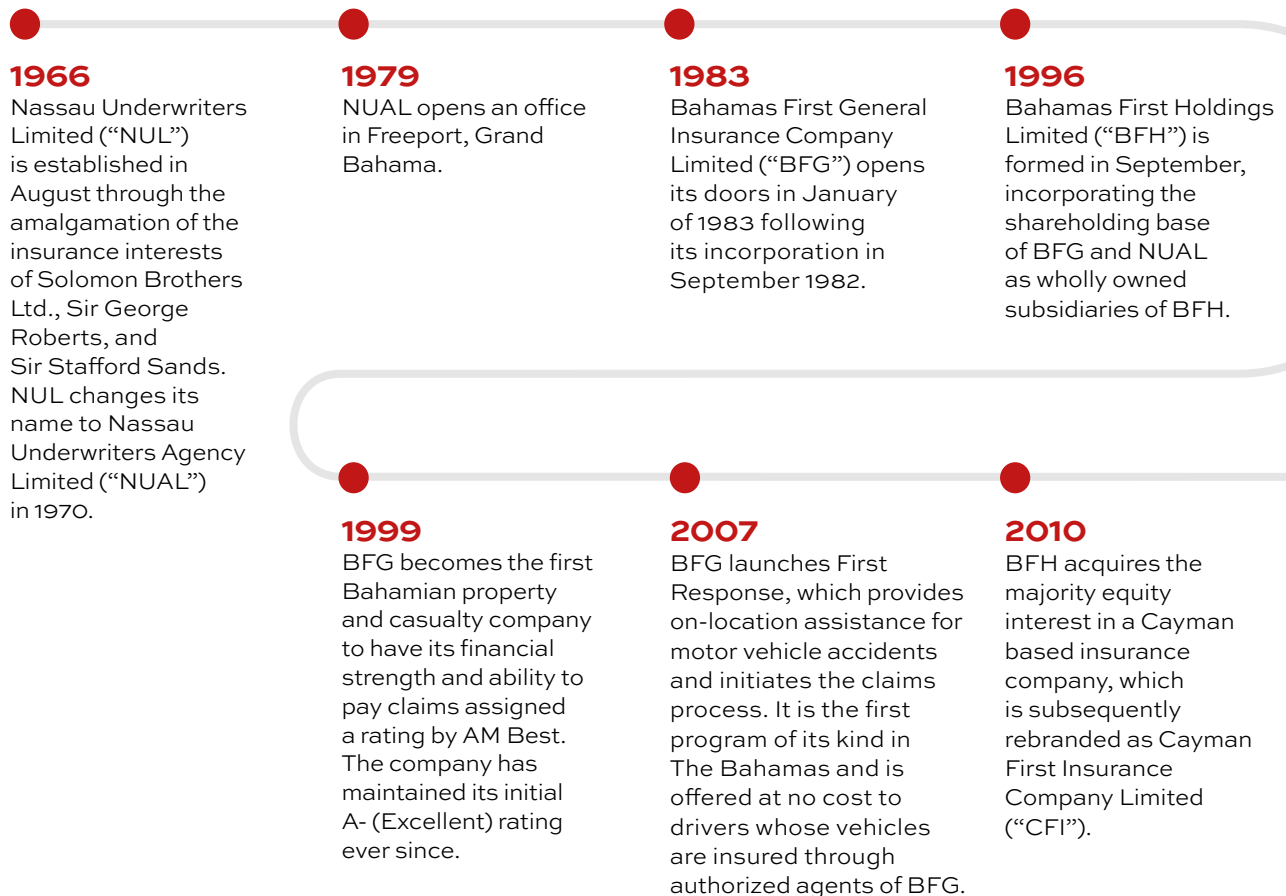 1966
Nassau Underwriters
Limited (“NUL”)
is established in
August through the
amalgamation of the
insurance interests
of Solomon Brothers
Ltd., Sir George
Roberts, and
Sir Stafford Sands.
NUL changes its
name to Nassau
Underwriters Agency
Limited (“NUAL”)
in 1970.
1979
NUAL opens an office
in Freeport, Grand
Bahama.
1983
Bahamas First General
Insurance Company
Limited (“BFG”) opens
its doors in January
of 1983 following
its incorporation in
September 1982.
1996
Bahamas First Holdings
Limited (“BFH”) is
formed in September,
incorporating the
shareholding base
of BFG and NUAL
as wholly owned
subsidiaries of BFH.
1999
BFG becomes the first
Bahamian property
and casualty company
to have its financial
strength and ability to
pay claims assigned
a rating by AM Best.
The company has
maintained its initial
A- (Excellent) rating
ever since.
2007
BFG launches First
Response, which provides
on-location assistance for
motor vehicle accidents
and initiates the claims
process. It is the first
program of its kind in
The Bahamas and is
offered at no cost to
drivers whose vehicles
are insured through
authorized agents of BFG.
2010
BFH acquires the
majority equity
interest in a Cayman
based insurance
company, which
is subsequently
rebranded as Cayman
First Insurance
Company Limited
(“CFI”).